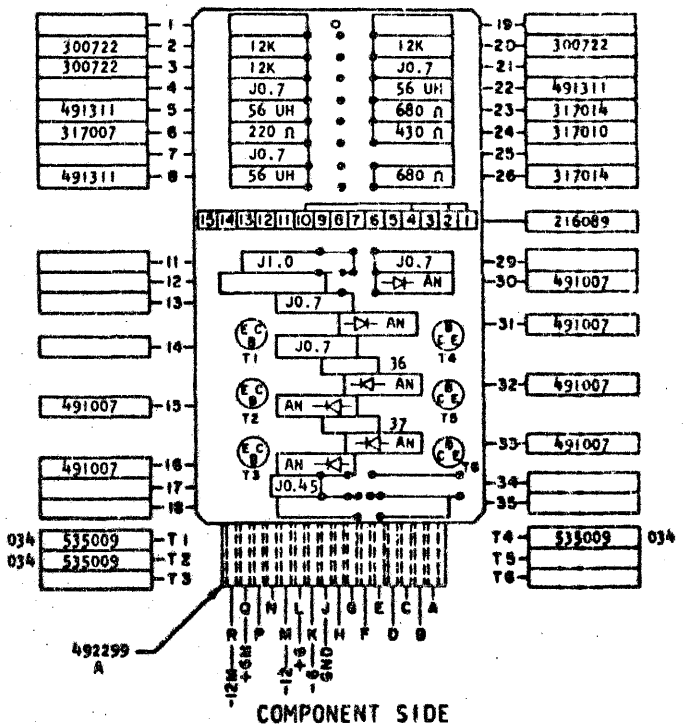 1 19
300722 2 12K 12K 20 300722
300722 3 12K J0.7 21
4 J0.7 56 UH 22 491311
491311 5 56 UH 680 Ω 23 317014
317007 6 220 Ω 430 Ω 24 317010
7 J0.7 25
491311 8 56 UH 680 Ω 26 317014
15 14 13 12 11 10 9 8 7 6 5 4 3 2 1 216089
11 J1.0 J0.7 29
12 AN 30 491007
13 J0.7
AN 31 491007
E C B T1 B C E T4
14 J0.7
36
AN 32 491007
491007 15 E C B T2 AN B C E T5
37
AN 33 491007
491007 16 E C B T3 AN B C E T6
17 J0.45 34
18 35
034 535009 T1 T4 535009 034
034 535009 T2 T5
T3 T6
R Q P N M L K J H G F E D C B A
492299
A
-12M +6M -12 +6 -6 GND
COMPONENT SIDE